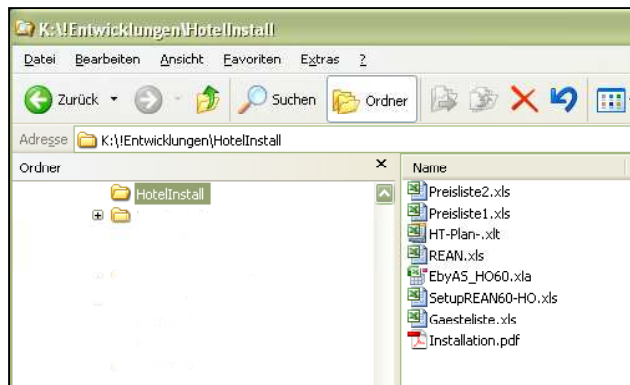 K:\!Entwicklungen\HotelInstall
Datei Bearbeiten Ansicht Favoriten Extras ?
Zurück Suchen Ordner
Adresse K:\!Entwicklungen\HotelInstall
Ordner x Name
HotelInstall
Preisliste2.xls
Preisliste1.xls
HT-Plan-.xlt
REAN.xls
EbyAS_HO60.xla
SetupREAN60-HO.xls
Gaesteliste.xls
Installation.pdf